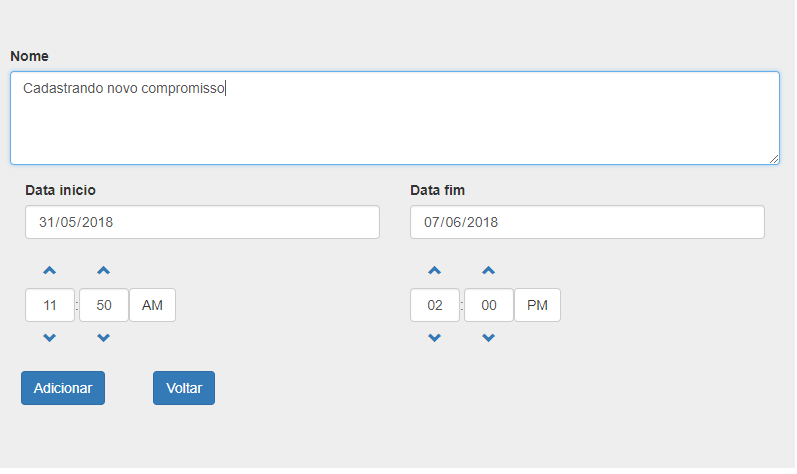 Nome
Cadastrando novo compromisso
Data inicio Data fim
31/05/2018 07/06/2018
11 : 50 AM 02 : 00 PM
Adicionar Voltar